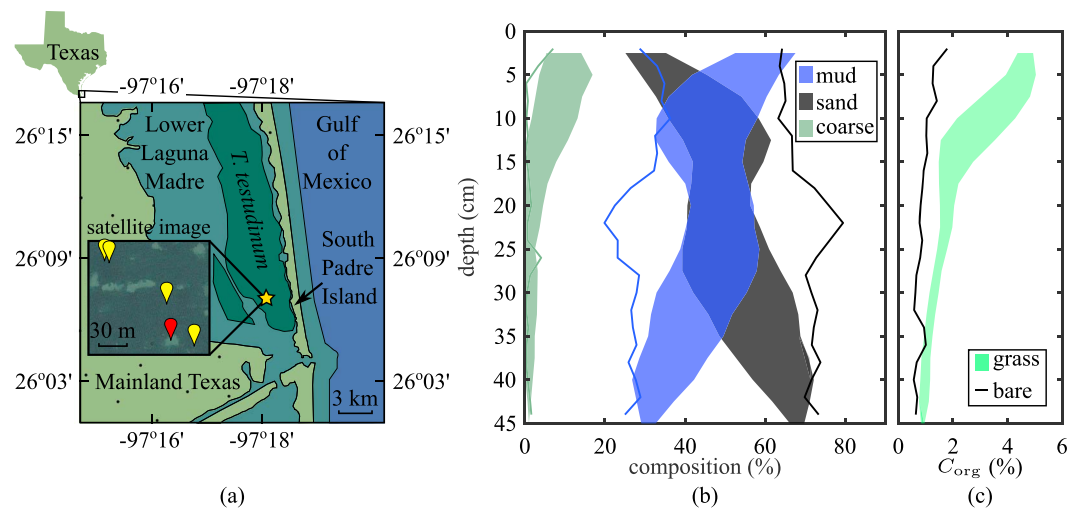 Texas
-97°16' -97°18'
26°15' 26°15'
Lower
Laguna
Madre
Gulf
of
Mexico
T. testudinum
satellite image
26°09' 26°09'
South
Padre
Island
30 m
Mainland Texas
26°03' 26°03'
3 km
-97°16' -97°18'
(a)
depth (cm)
0
5
10
15
20
25
30
35
40
45
mud
sand
coarse
0 20 40 60 80
composition (%)
(b)
grass
bare
0 2 4 6
C_org (%)
(c)